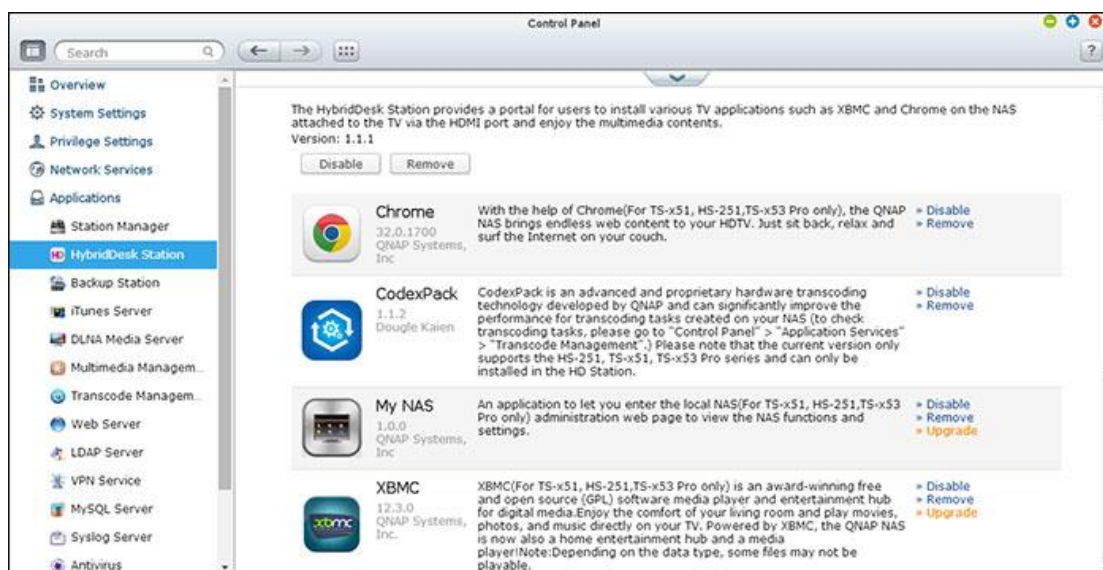 Control Panel
Search
?
Overview
System Settings
Privilege Settings
Network Services
Applications
Station Manager
HD HybridDesk Station
Backup Station
iTunes Server
DLNA Media Server
Multimedia Managem...
Transcode Managem...
Web Server
LDAP Server
VPN Service
MySQL Server
Syslog Server
Antivirus
The HybridDesk Station provides a portal for users to install various TV applications such as XBMC and Chrome on the NAS
attached to the TV via the HDMI port and enjoy the multimedia contents.
Version: 1.1.1
Disable
Remove
Chrome
32.0.1700
QNAP Systems,
Inc
With the help of Chrome(For TS-x51, HS-251,TS-x53 Pro only), the QNAP
NAS brings endless web content to your HDTV. Just sit back, relax and
surf the Internet on your couch.
» Disable
» Remove
CodexPack
1.1.2
Dougle Kaien
CodexPack is an advanced and proprietary hardware transcoding
technology developed by QNAP and can significantly improve the
performance for transcoding tasks created on your NAS (to check
transcoding tasks, please go to "Control Panel" > "Application Services"
> "Transcode Management".) Please note that the current version only
supports the HS-251, TS-x51, TS-x53 Pro series and can only be
installed in the HD Station.
» Disable
» Remove
My NAS
1.0.0
QNAP Systems,
Inc
An application to let you enter the local NAS(For TS-x51, HS-251,TS-x53
Pro only) administration web page to view the NAS functions and
settings.
» Disable
» Remove
» Upgrade
xbmc
XBMC
12.3.0
QNAP Systems,
Inc.
XBMC(For TS-x51, HS-251,TS-x53 Pro only) is an award-winning free
and open source (GPL) software media player and entertainment hub
for digital media.Enjoy the comfort of your living room and play movies,
photos, and music directly on your TV. Powered by XBMC, the QNAP NAS
is now also a home entertainment hub and a media
player!Note:Depending on the data type, some files may not be
playable.
» Disable
» Remove
» Upgrade